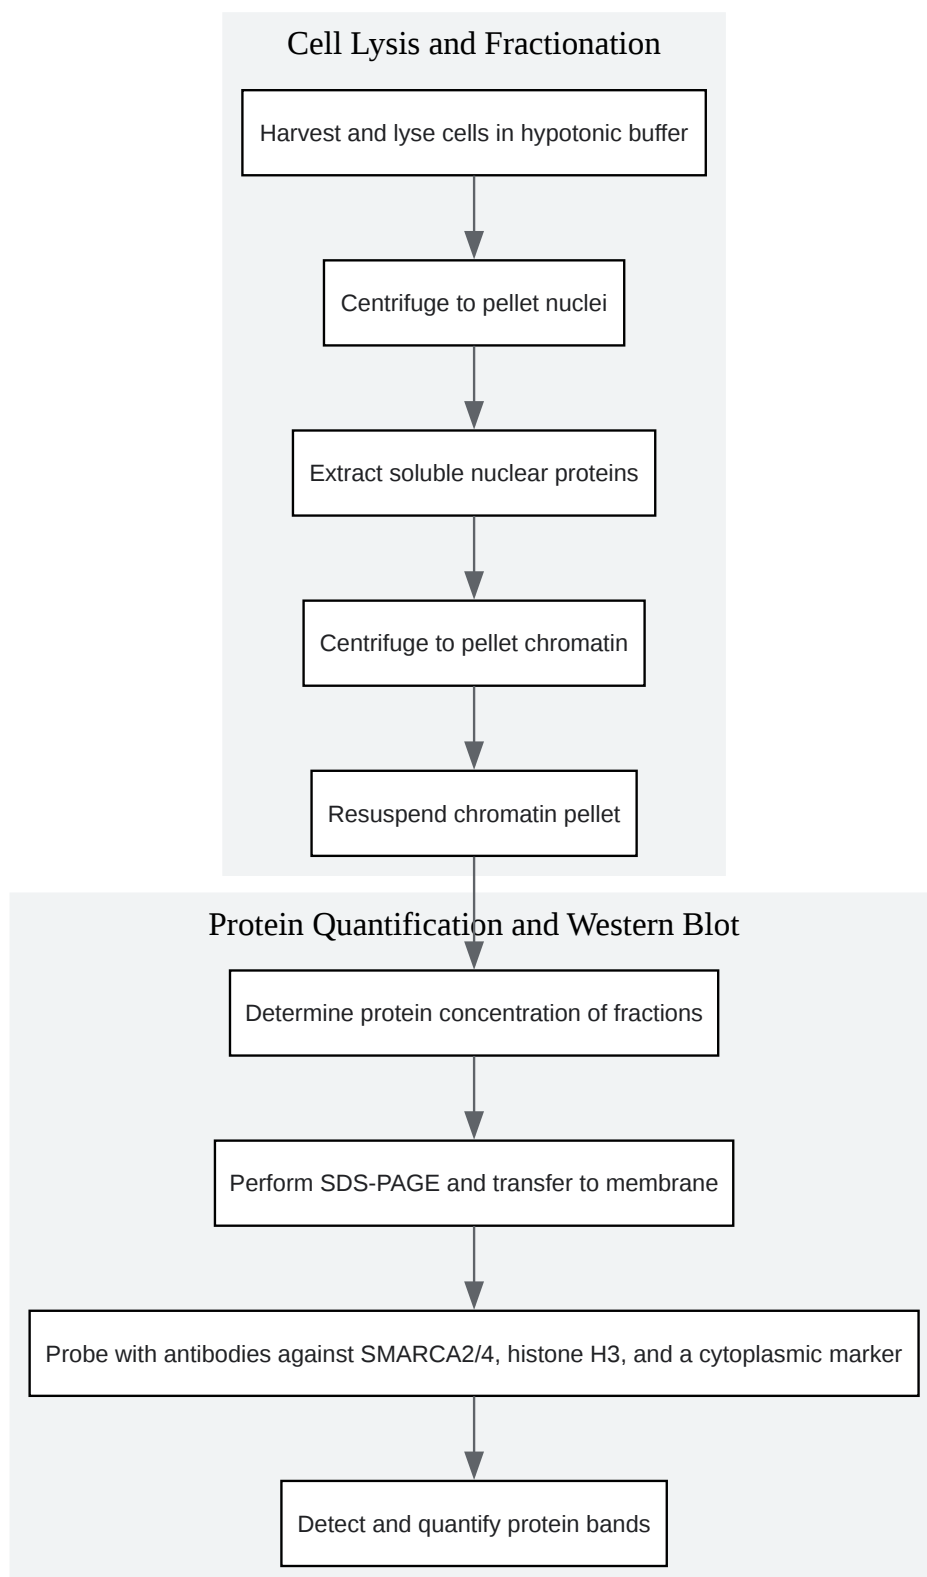 Cell Lysis and Fractionation
Harvest and lyse cells in hypotonic buffer
Centrifuge to pellet nuclei
Extract soluble nuclear proteins
Centrifuge to pellet chromatin
Resuspend chromatin pellet
Protein Quantification and Western Blot
Determine protein concentration of fractions
Perform SDS-PAGE and transfer to membrane
Probe with antibodies against SMARCA2/4, histone H3, and a cytoplasmic marker
Detect and quantify protein bands